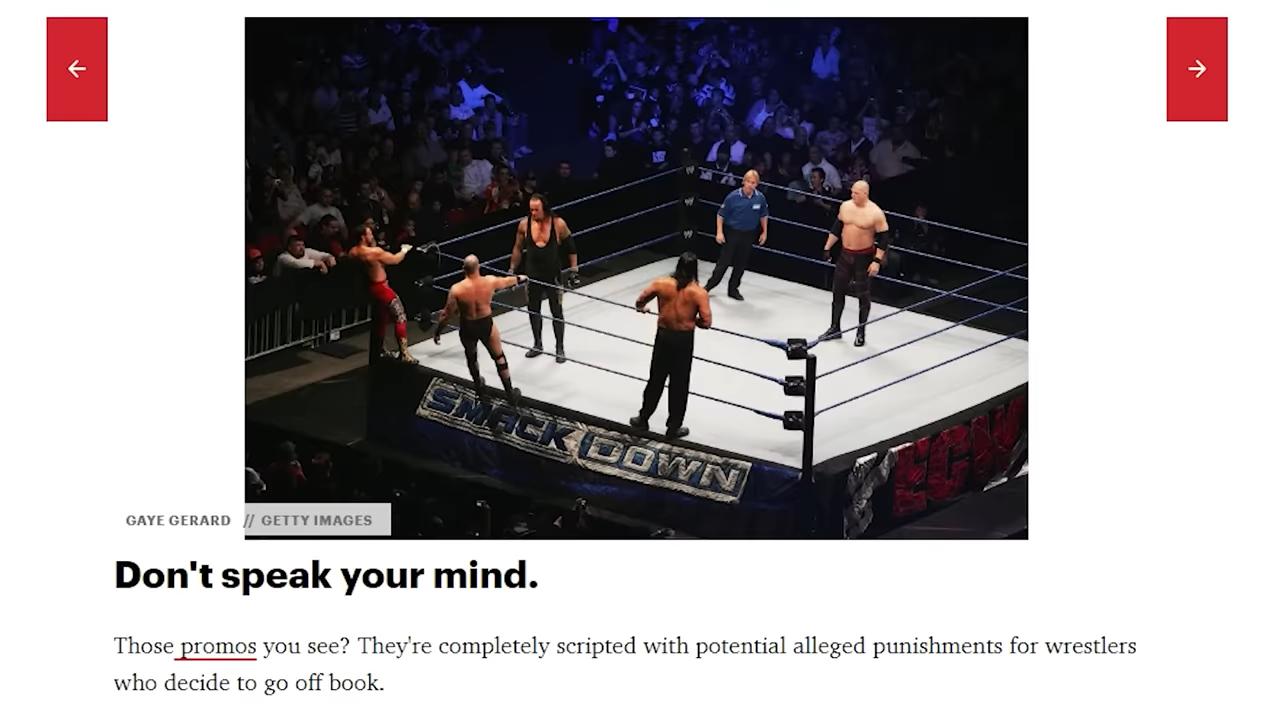 SMACK DOWN
ECW
GAYE GERARD // GETTY IMAGES
Don't speak your mind.
Those promos you see? They're completely scripted with potential alleged punishments for wrestlers
who decide to go off book.